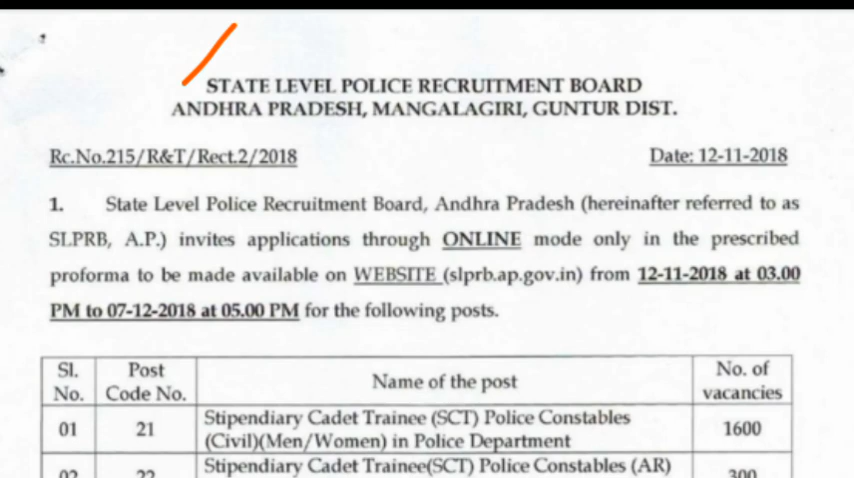 STATE LEVEL POLICE RECRUITMENT BOARD
ANDHRA PRADESH, MANGALAGIRI, GUNTUR DIST.
Rc.No.215/R&T/Rect.2/2018 Date: 12-11-2018
1. State Level Police Recruitment Board, Andhra Pradesh (hereinafter referred to as
SLPRB, A.P.) invites applications through ONLINE mode only in the prescribed
proforma to be made available on WEBSITE (slprb.ap.gov.in) from 12-11-2018 at 03.00
PM to 07-12-2018 at 05.00 PM for the following posts.
Sl. No. Post Code No. Name of the post No. of vacancies
01 21 Stipendiary Cadet Trainee (SCT) Police Constables 1600
(Civil)(Men/Women) in Police Department
02 22 Stipendiary Cadet Trainee(SCT) Police Constables (AR) 300